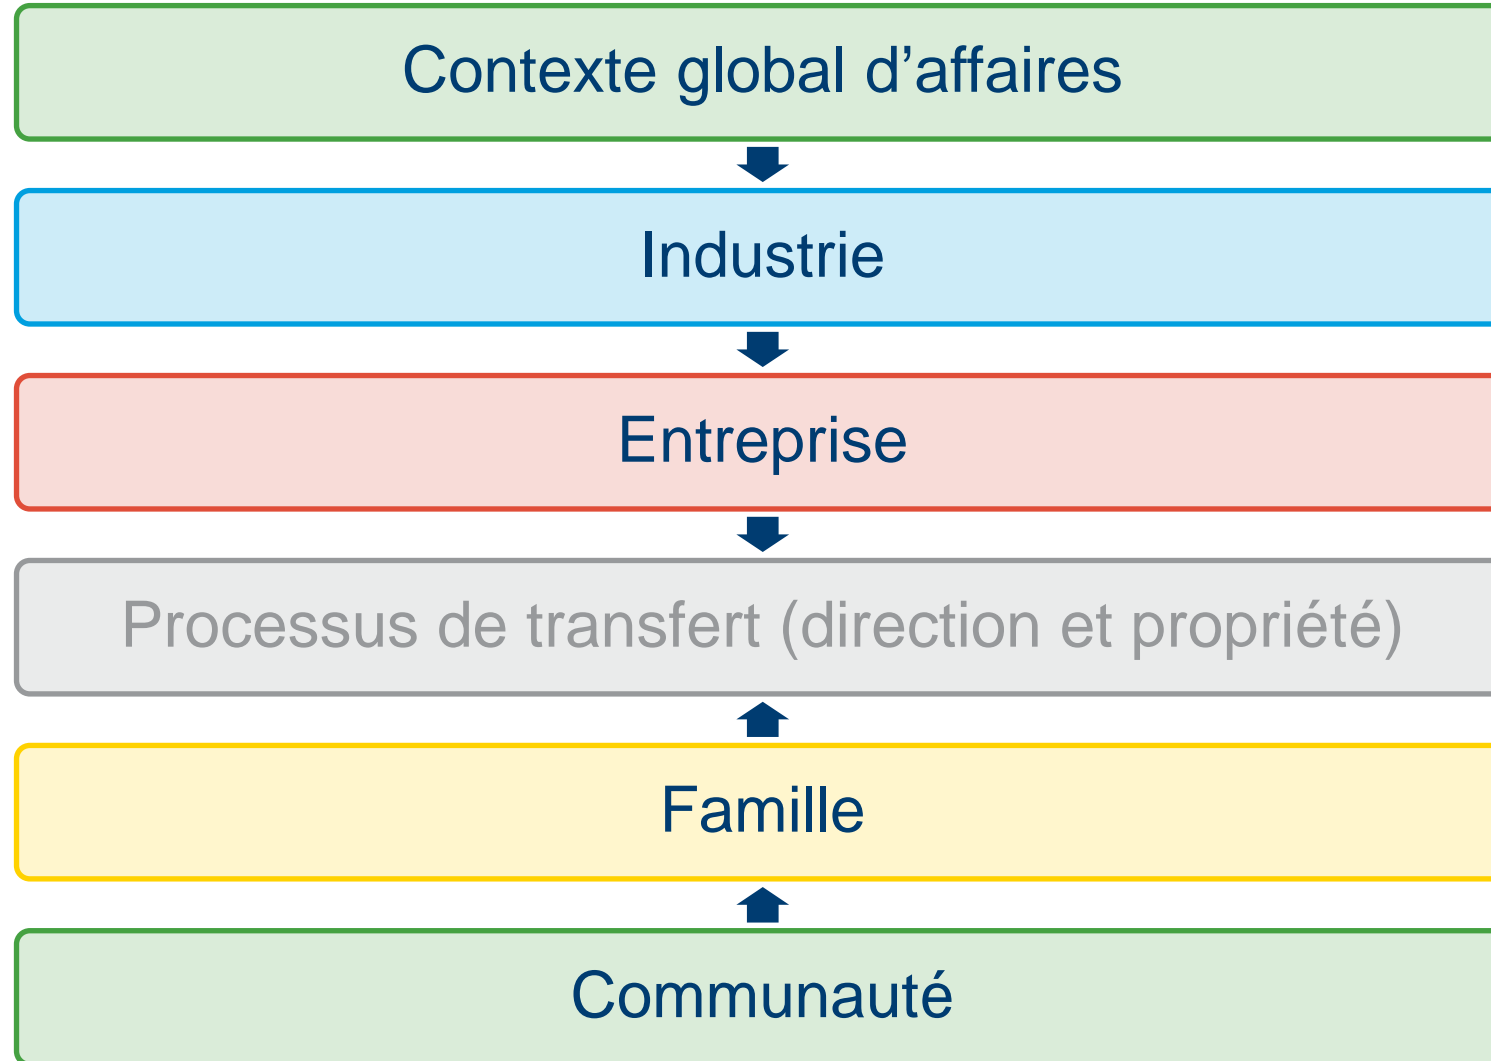 Contexte global d’affaires
Industrie
Entreprise
Processus de transfert (direction et propriété)
Famille
Communauté